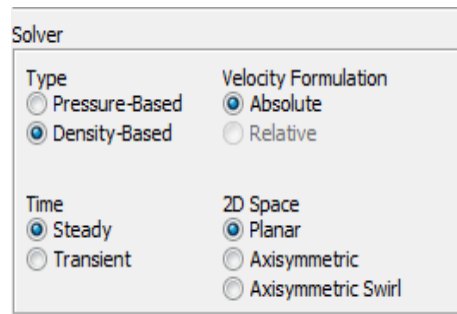 Solver
Type
Pressure-Based
Density-Based
Velocity Formulation
Absolute
Relative
Time
Steady
Transient
2D Space
Planar
Axisymmetric
Axisymmetric Swirl